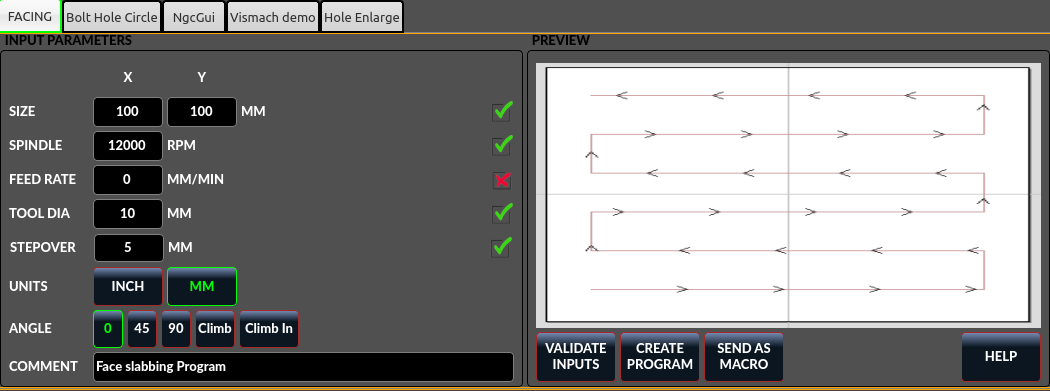 FACING Bolt Hole Circle NgcGui Vismach demo Hole Enlarge
INPUT PARAMETERS
X Y
SIZE 100 100 MM
SPINDLE 12000 RPM
FEED RATE 0 MM/MIN
TOOL DIA 10 MM
STEPOVER 5 MM
UNITS INCH MM
ANGLE 0 45 90 Climb Climb In
COMMENT Face slabbing Program
PREVIEW
VALIDATE INPUTS
CREATE PROGRAM
SEND AS MACRO
HELP